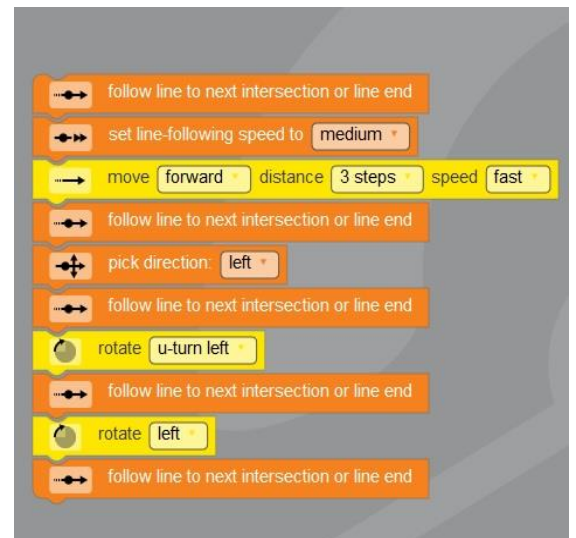 follow line to next intersection or line end
set line-following speed to medium
move forward distance 3 steps speed fast
follow line to next intersection or line end
pick direction: left
follow line to next intersection or line end
rotate u-turn left
follow line to next intersection or line end
rotate left
follow line to next intersection or line end